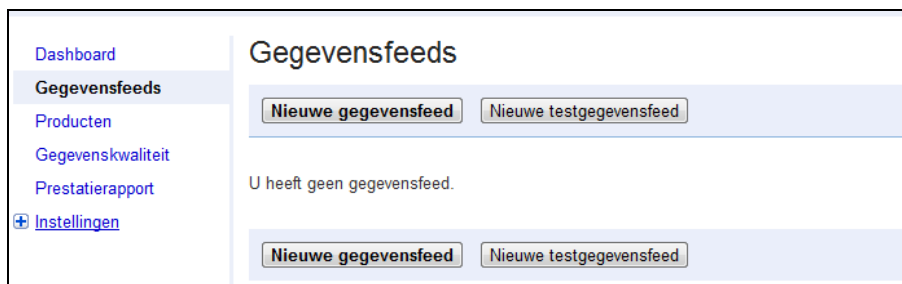 Dashboard
Gegevensfeeds
Producten
Gegevenskwaliteit
Prestatierapport
Instellingen
Gegevensfeeds
Nieuwe gegevensfeed Nieuwe testgegevensfeed
U heeft geen gegevensfeed.
Nieuwe gegevensfeed Nieuwe testgegevensfeed